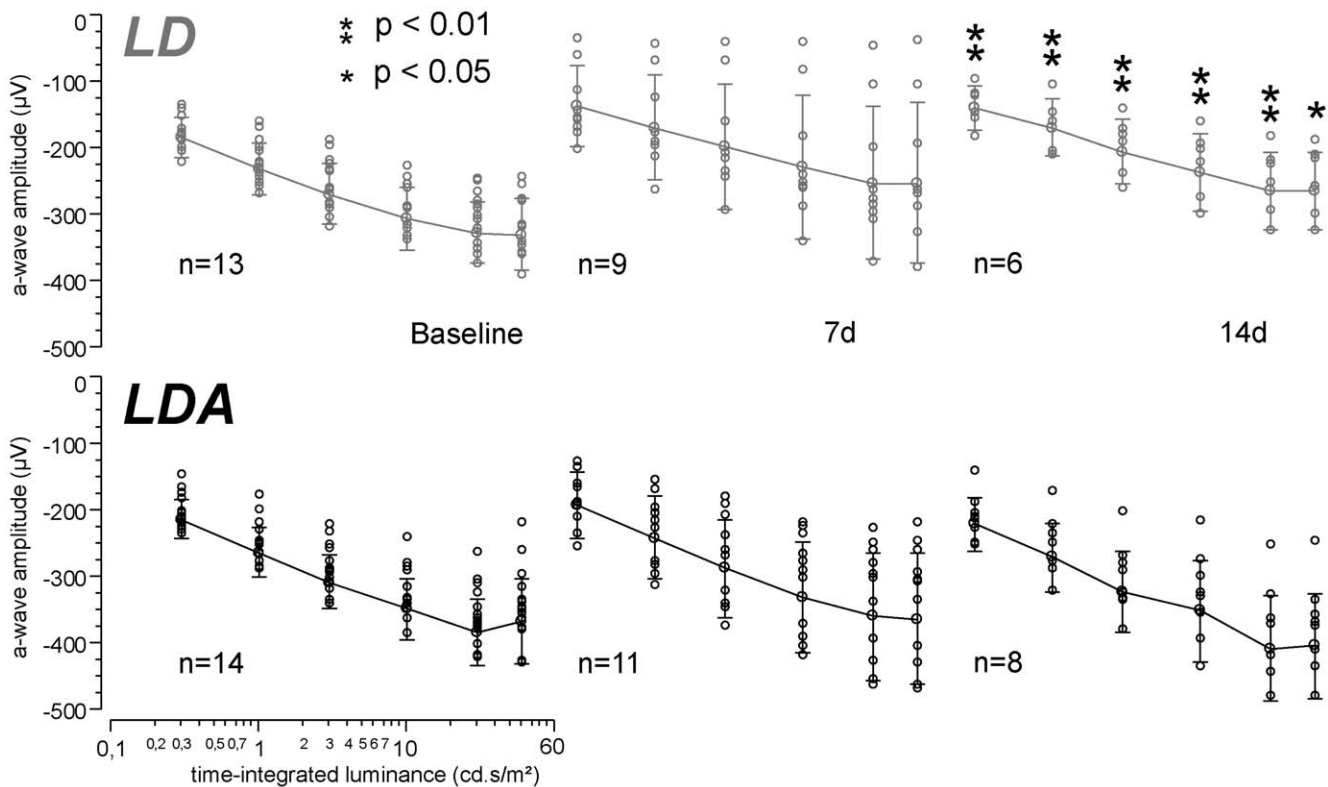 LD
** p < 0.01
* p < 0.05
a-wave amplitude (µV)
0
-100
-200
-300
-400
-500
n=13
n=9
n=6
** ** ** ** ** *
Baseline
7d
14d
LDA
a-wave amplitude (µV)
0
-100
-200
-300
-400
-500
n=14
n=11
n=8
0,1 0,2 0,3 0,5 0,7 1 2 3 4 5 6 7 10 60
time-integrated luminance (cd.s/m²)